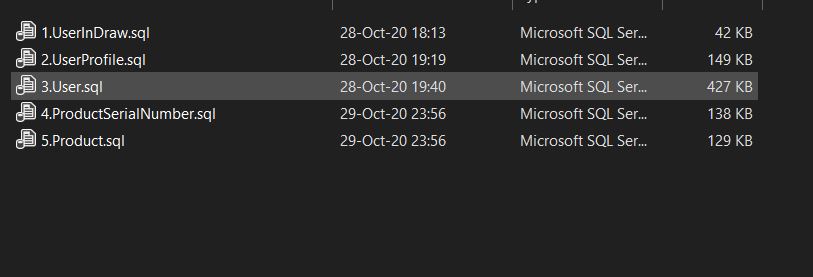 1.UserInDraw.sql 28-Oct-20 18:13 Microsoft SQL Ser... 42 KB
2.UserProfile.sql 28-Oct-20 19:19 Microsoft SQL Ser... 149 KB
3.User.sql 28-Oct-20 19:40 Microsoft SQL Ser... 427 KB
4.ProductSerialNumber.sql 29-Oct-20 23:56 Microsoft SQL Ser... 138 KB
5.Product.sql 29-Oct-20 23:56 Microsoft SQL Ser... 129 KB